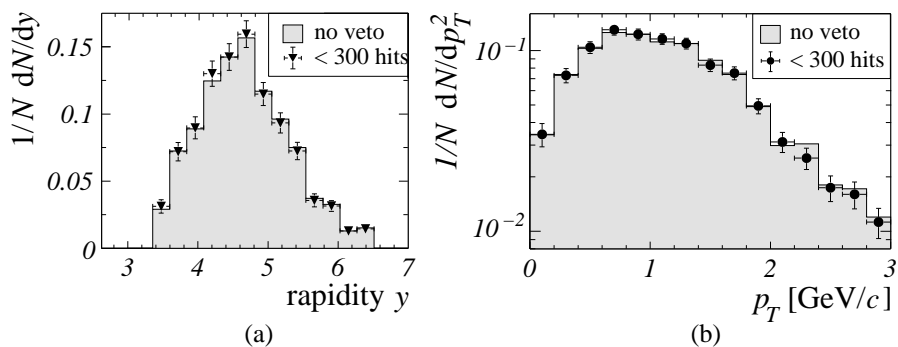 1/N dN/dy
0.15
0.1
0.05
0
3
4
5
6
7
rapidity y
no veto
< 300 hits
(a)
1/N dN/dp_T^2
10^-1
10^-2
0
1
2
3
p_T [GeV/c]
no veto
< 300 hits
(b)